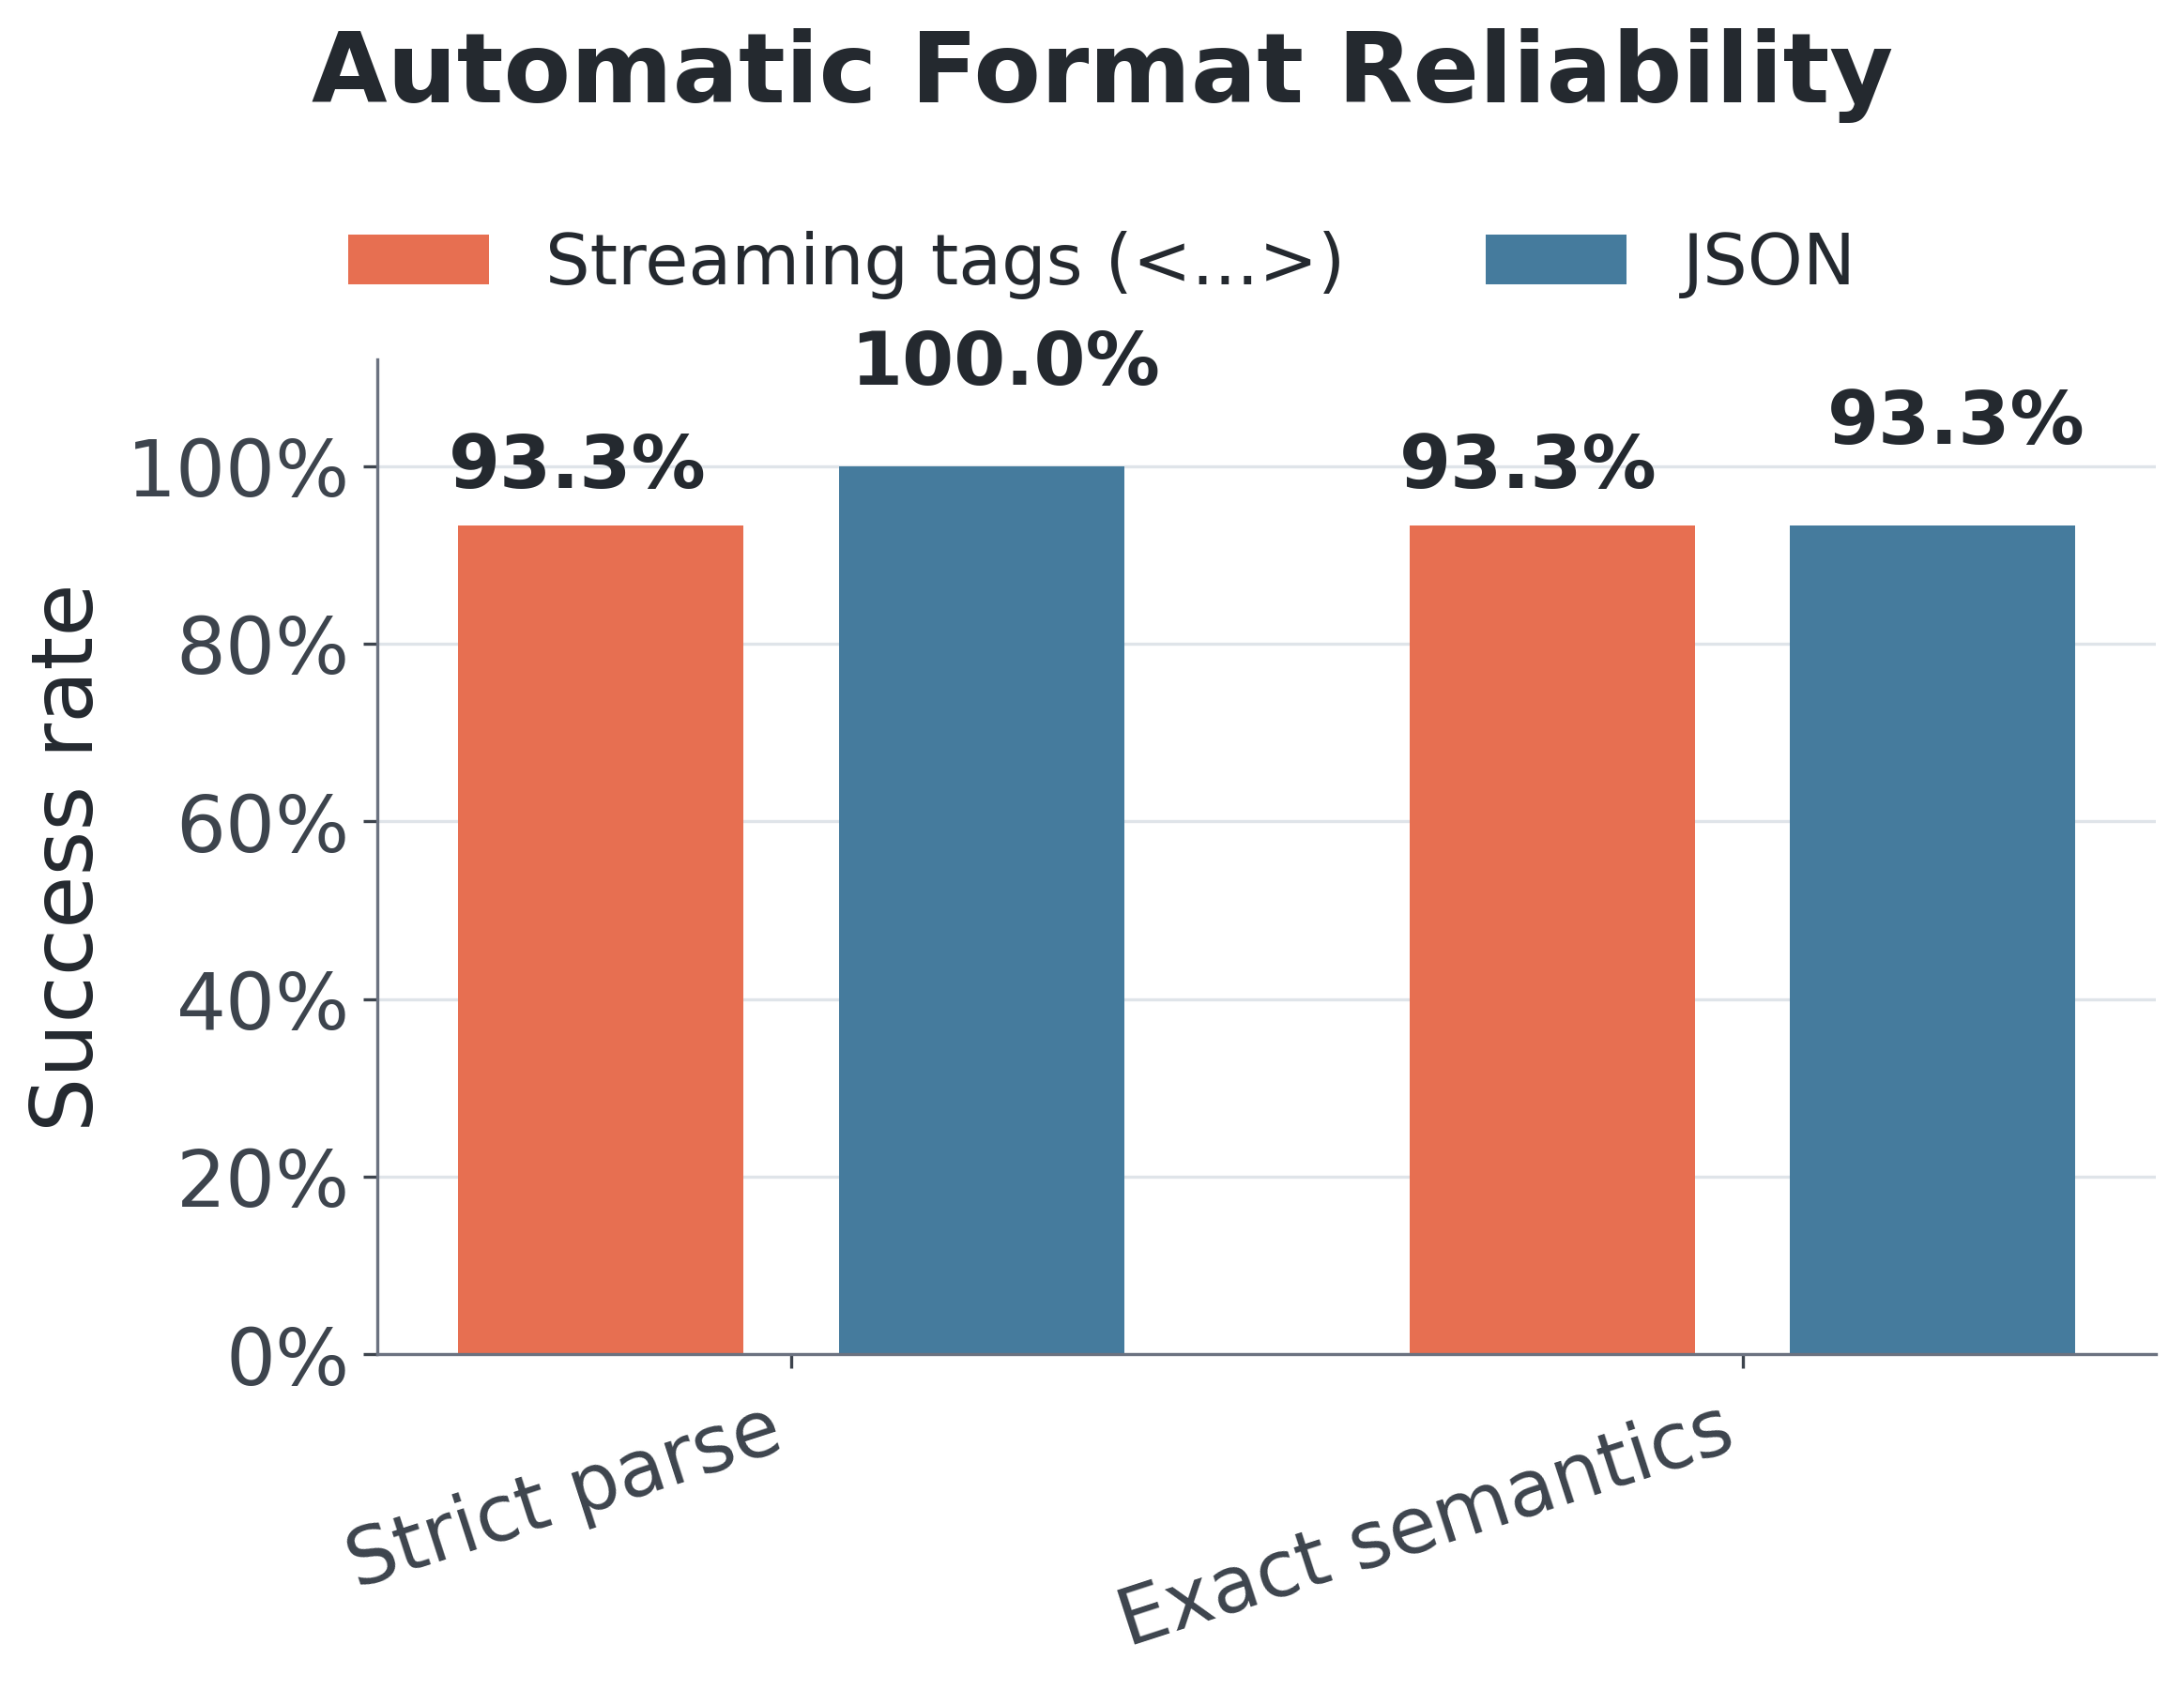 Automatic Format Reliability
Streaming tags (<...>) JSON
100.0%
93.3%
93.3%
93.3%
100%
80%
60%
40%
20%
0%
Success rate
Strict parse
Exact semantics